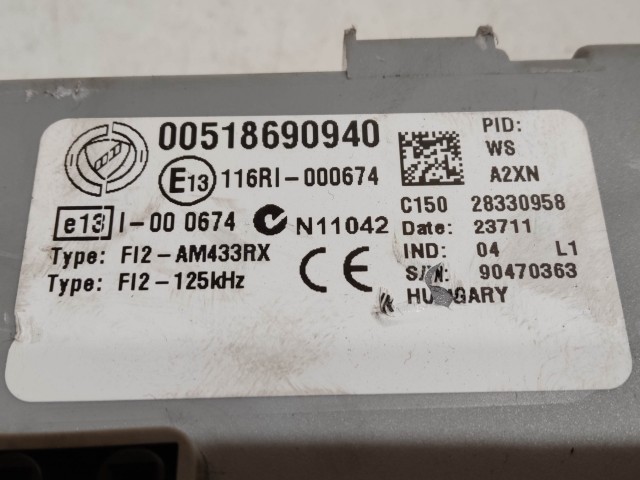 00518690940
E13 116RI-000674
e13 I-00 0674 N11042
Type: FI2-AM433RX
Type: FI2-125kHz
CE
PID:
WS
A2XN
C150 28330958
Date: 23711
IND: 04 L1
S/N: 90470363
HUNGARY